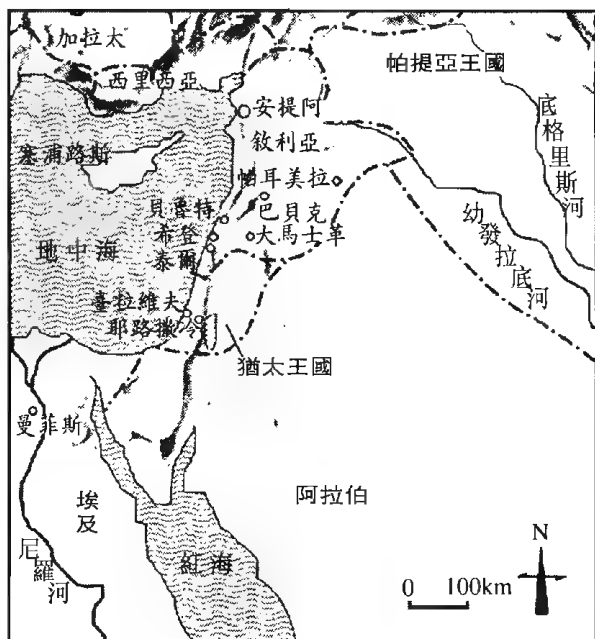 加拉太
西里西亞
帕提亞王國
安提阿
敘利亞
底格里斯河
塞浦路斯
帕耳美拉
貝魯特
巴貝克
希登
大馬士革
幼發拉底河
地中海
泰爾
臺拉維夫
耶路撒冷
猶太王國
曼菲斯
埃及
阿拉伯
尼羅河
紅海
N
0 100km